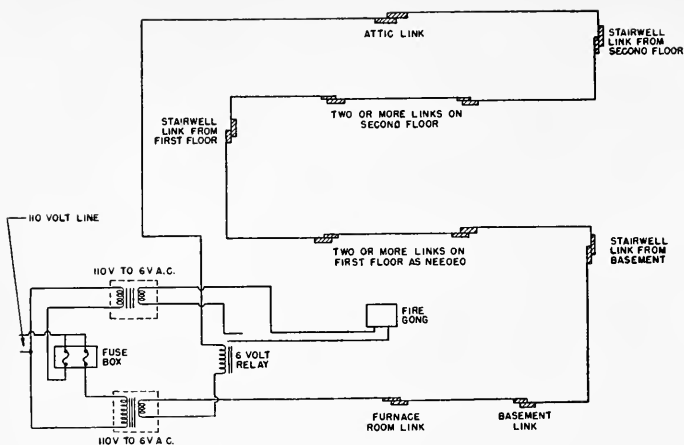 ATTIC LINK
STAIRWELL
LINK FROM
SECOND FLOOR
STAIRWELL
LINK FROM
FIRST FLOOR
TWO OR MORE LINKS ON
SECOND FLOOR
110 VOLT LINE
TWO OR MORE LINKS ON
FIRST FLOOR AS NEEDED
STAIRWELL
LINK FROM
BASEMENT
110V TO 6V A.C.
FIRE
GONG
FUSE
BOX
6 VOLT
RELAY
FURNACE
ROOM LINK
BASEMENT
LINK
110V TO 6V A.C.